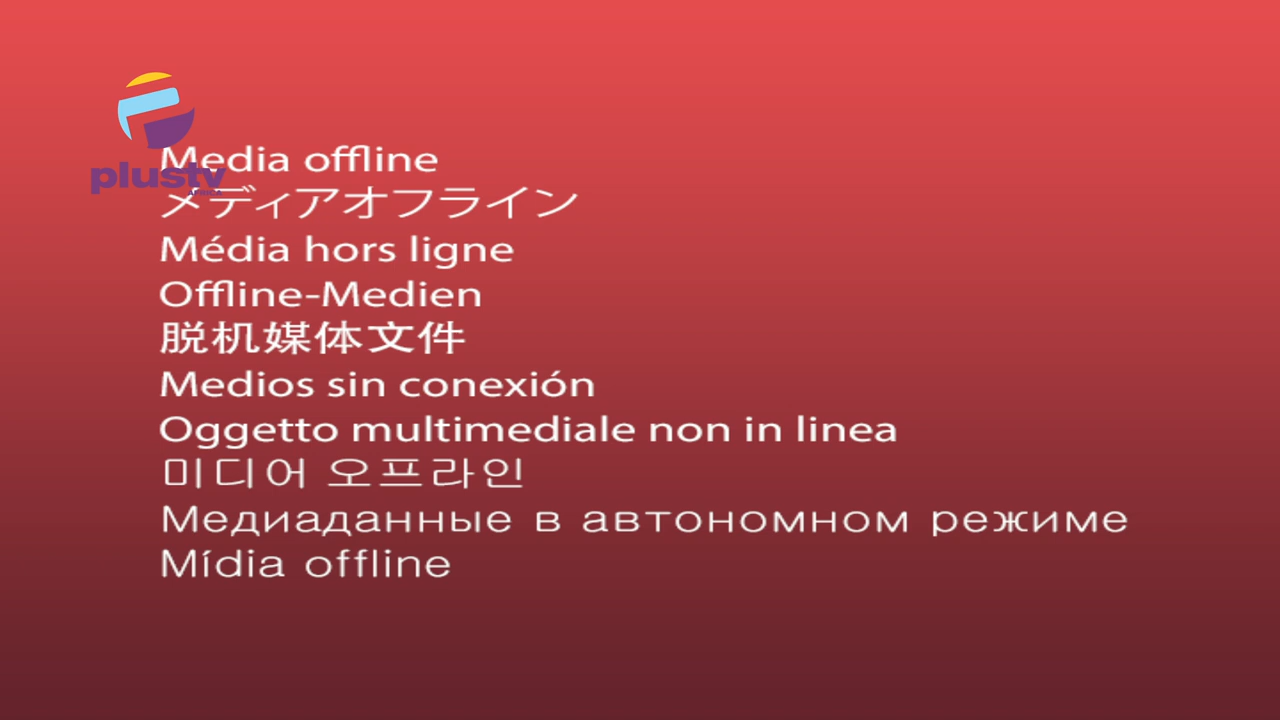 plustv
AFRICA
Media offline
メディアオフライン
Média hors ligne
Offline-Medien
脱机媒体文件
Medios sin conexión
Oggetto multimediale non in linea
미디어 오프라인
Медиаданные в автономном режиме
Mídia offline